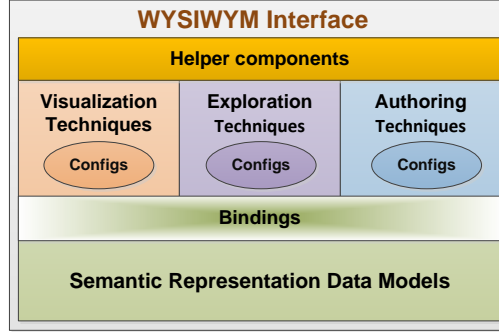 WYSIWYM Interface
Helper components
Visualization
Techniques
Configs
Exploration
Techniques
Configs
Authoring
Techniques
Configs
Bindings
Semantic Representation Data Models